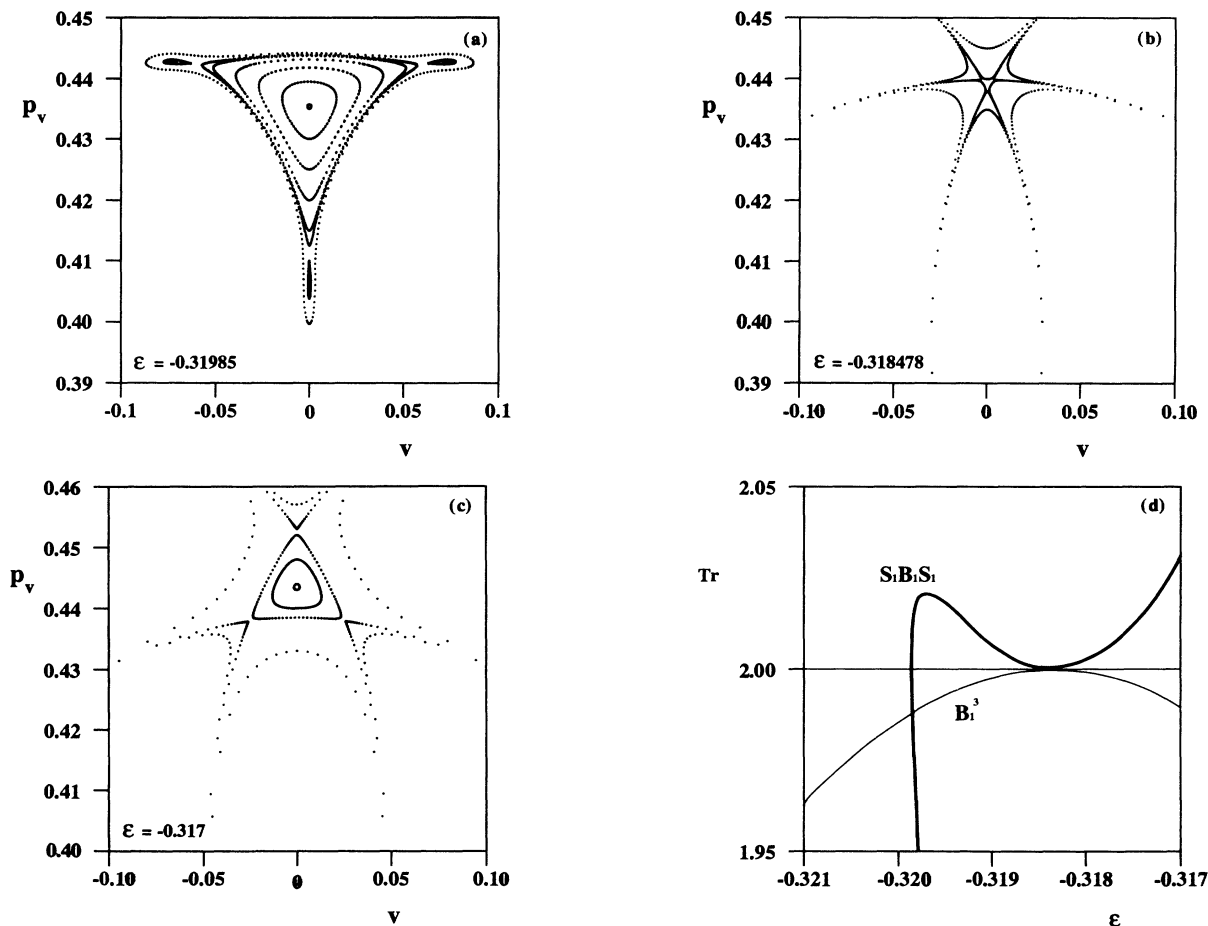 0.45
(a)
0.44
p_v
0.43
0.42
0.41
0.40
ε = -0.31985
0.39
-0.1 -0.05 0 0.05 0.1
v
0.45
(b)
0.44
p_v
0.43
0.42
0.41
0.40
ε = -0.318478
0.39
-0.10 -0.05 0 0.05 0.10
v
0.46
(c)
0.45
p_v
0.44
0.43
0.42
0.41
ε = -0.317
0.40
-0.10 -0.05 0 0.05 0.10
v
2.05
(d)
Tr
S₁B₁S₁
2.00
B₁³
1.95
-0.321 -0.320 -0.319 -0.318 -0.317
ε